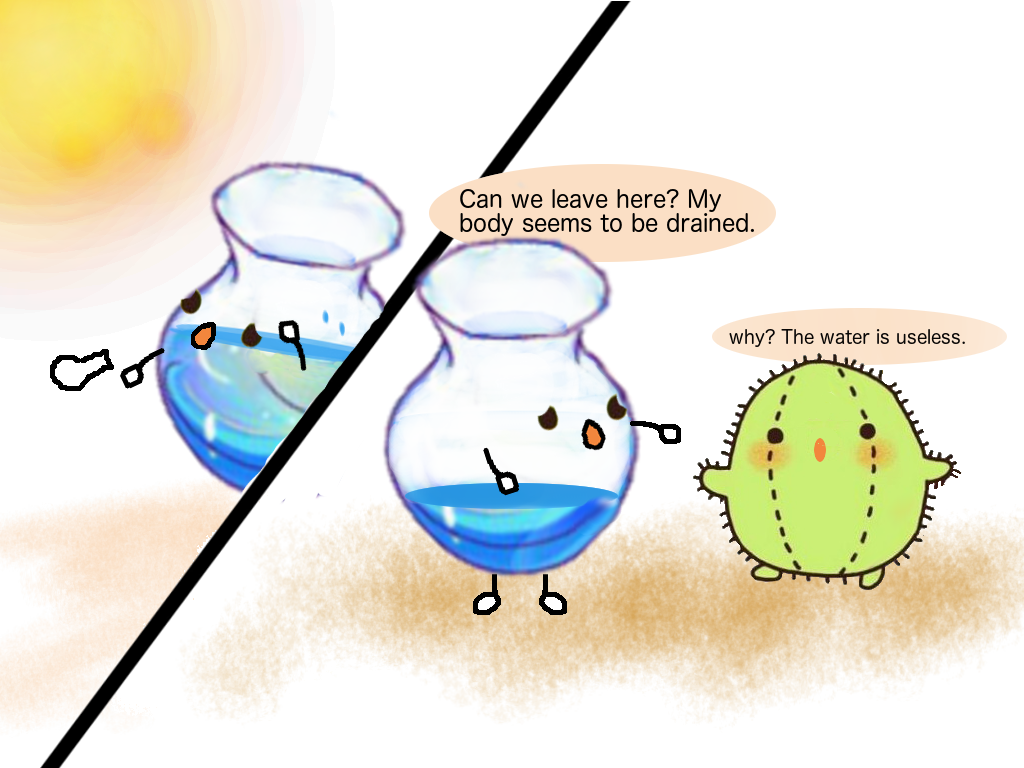 Can we leave here? My
body seems to be drained.
why? The water is useless.